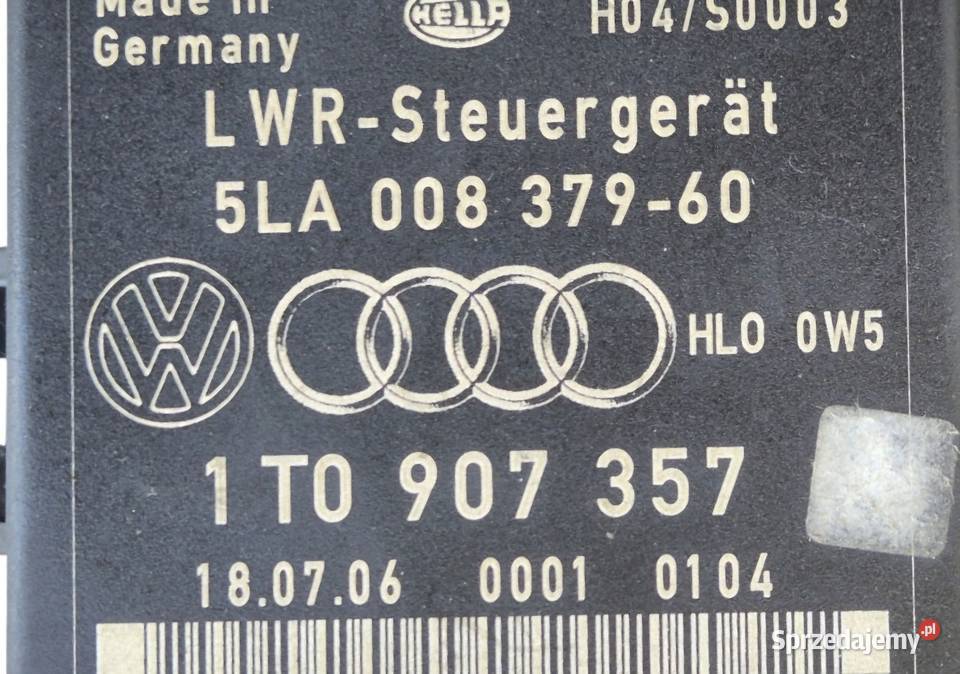 Made in
Germany
HELLA
H04/S0003
LWR-Steuergerät
5LA 008 379-60
HLO 0W5
1T0 907 357
18.07.06 0001 0104
Sprzedajemy.pl